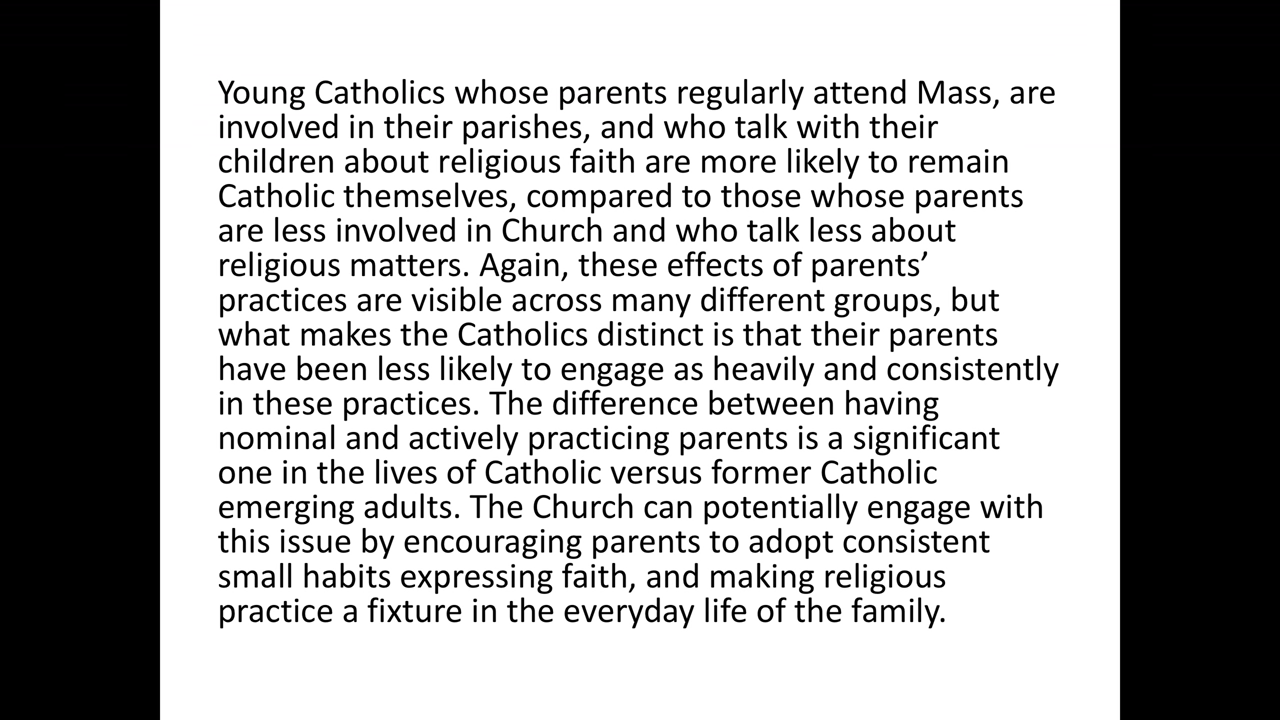 Young Catholics whose parents regularly attend Mass, are
involved in their parishes, and who talk with their
children about religious faith are more likely to remain
Catholic themselves, compared to those whose parents
are less involved in Church and who talk less about
religious matters. Again, these effects of parents’
practices are visible across many different groups, but
what makes the Catholics distinct is that their parents
have been less likely to engage as heavily and consistently
in these practices. The difference between having
nominal and actively practicing parents is a significant
one in the lives of Catholic versus former Catholic
emerging adults. The Church can potentially engage with
this issue by encouraging parents to adopt consistent
small habits expressing faith, and making religious
practice a fixture in the everyday life of the family.